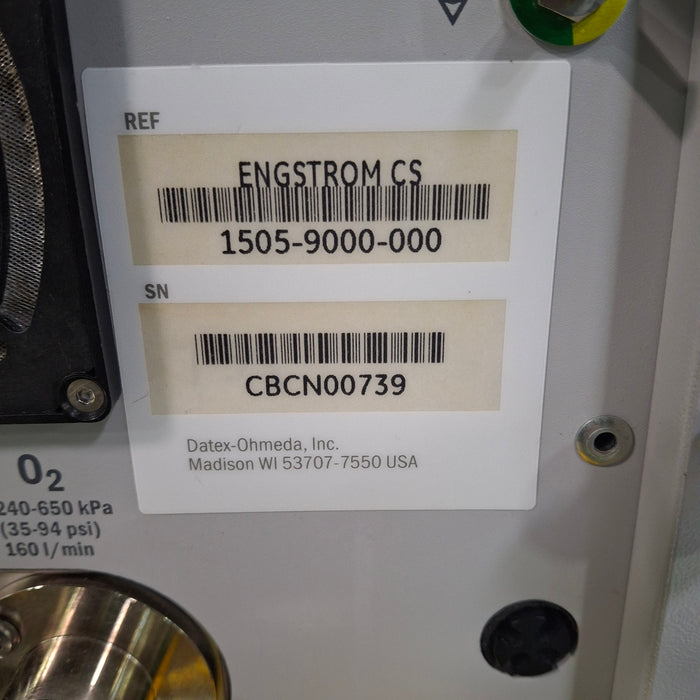 REF
ENGSTROM CS
1505-9000-000
SN
CBCN00739
Datex-Ohmeda, Inc.
Madison WI 53707-7550 USA
O2
240-650 kPa
(35-94 psi)
160 l/min